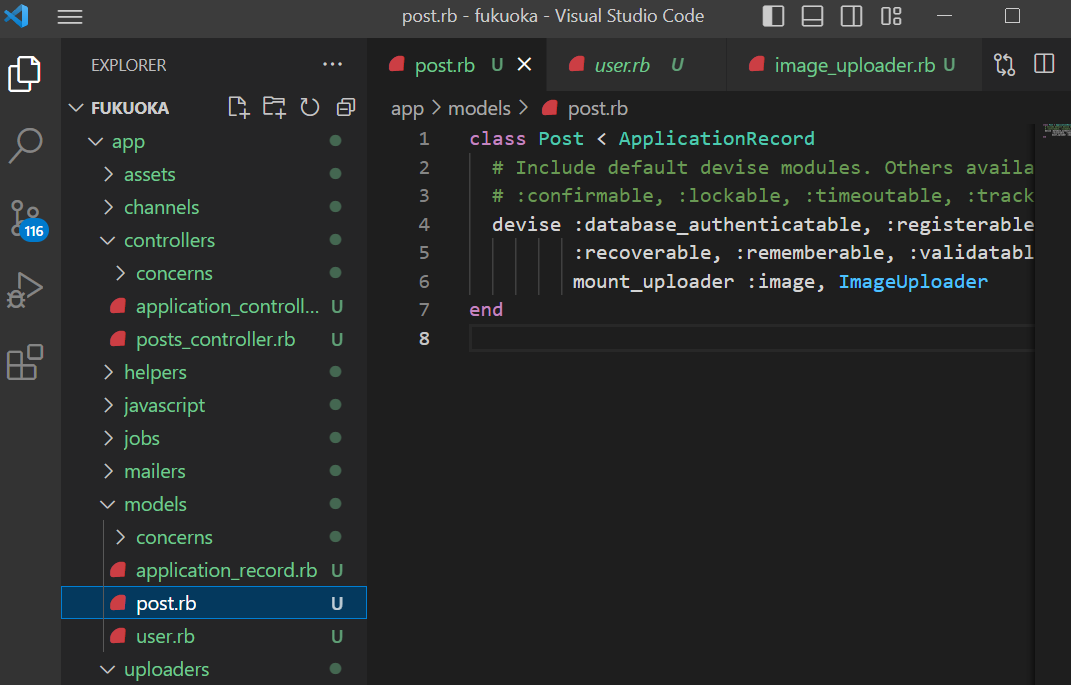 post.rb - fukuoka - Visual Studio Code
EXPLORER
FUKUOKA
app
assets
channels
controllers
concerns
application_controll... U
posts_controller.rb U
helpers
javascript
jobs
mailers
models
concerns
application_record.rb U
post.rb U
user.rb U
uploaders
116
post.rb U
user.rb U
image_uploader.rb U
app > models > post.rb
1 class Post < ApplicationRecord
2 # Include default devise modules. Others availa
3 # :confirmable, :lockable, :timeoutable, :track
4 devise :database_authenticatable, :registerable
5 :recoverable, :rememberable, :validatabl
6 mount_uploader :image, ImageUploader
7 end
8